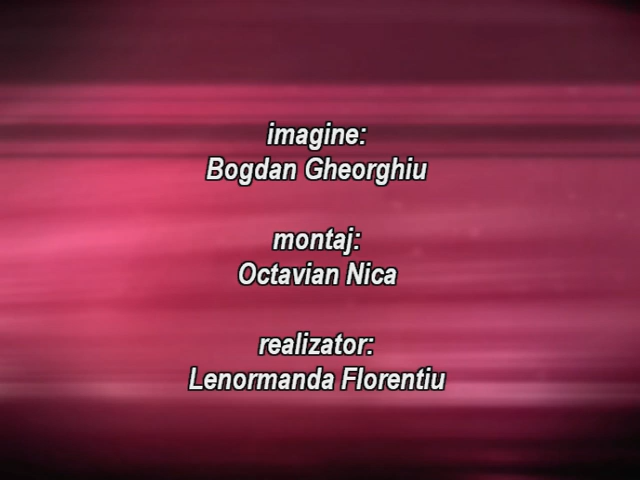 imagine:
Bogdan Gheorghiu
montaj:
Octavian Nica
realizator:
Lenormanda Florentiu